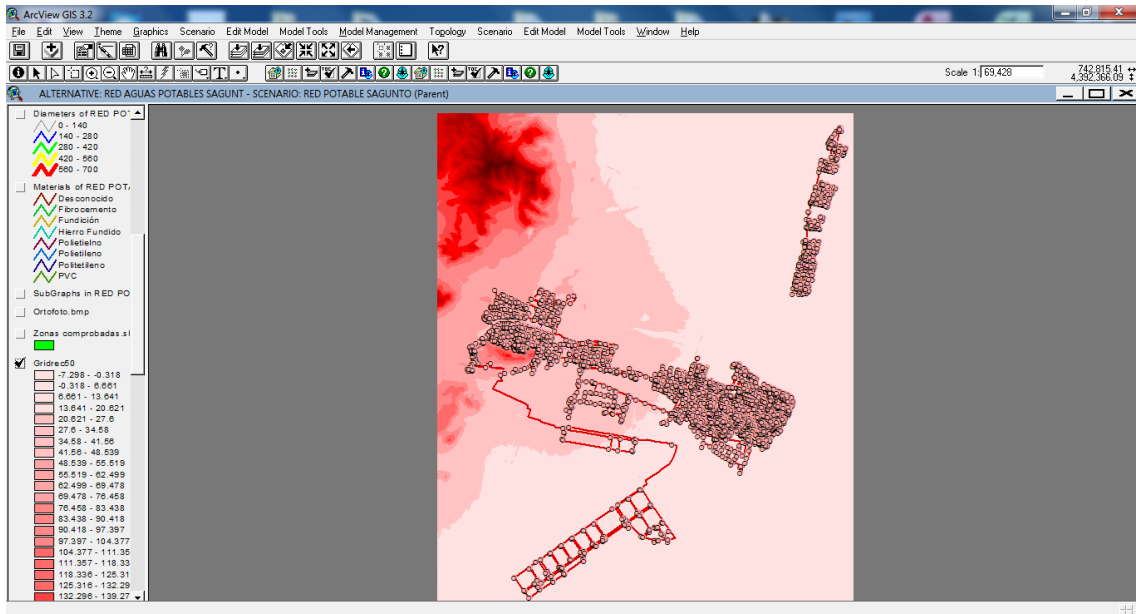 ArcView GIS 3.2
File Edit View Theme Graphics Scenario Edit Model Model Tools Model Management Topology Scenario Edit Model Model Tools Window Help
Scale 1: 69,428
742,815.41
4,392,366.09
ALTERNATIVE: RED AGUAS POTABLES SAGUNT - SCENARIO: RED POTABLE SAGUNTO (Parent)
Diameters of RED PO
0 - 140
140 - 280
280 - 420
420 - 560
560 - 700
Materials of RED POT
Desconocido
Fibrocemento
Fundición
Hierro Fundido
Polietielno
Polietileno
Politetileno
PVC
SubGraphs in RED PO
Ortofoto.bmp
Zonas comprobadas.sl
Gridrec50
-7.298 - -0.318
-0.318 - 6.661
6.661 - 13.641
13.641 - 20.621
20.621 - 27.6
27.6 - 34.58
34.58 - 41.56
41.56 - 48.539
48.539 - 55.519
55.519 - 62.499
62.499 - 69.478
69.478 - 76.458
76.458 - 83.438
83.438 - 90.418
90.418 - 97.397
97.397 - 104.377
104.377 - 111.35
111.357 - 118.33
118.336 - 125.31
125.316 - 132.29
132.296 - 139.27